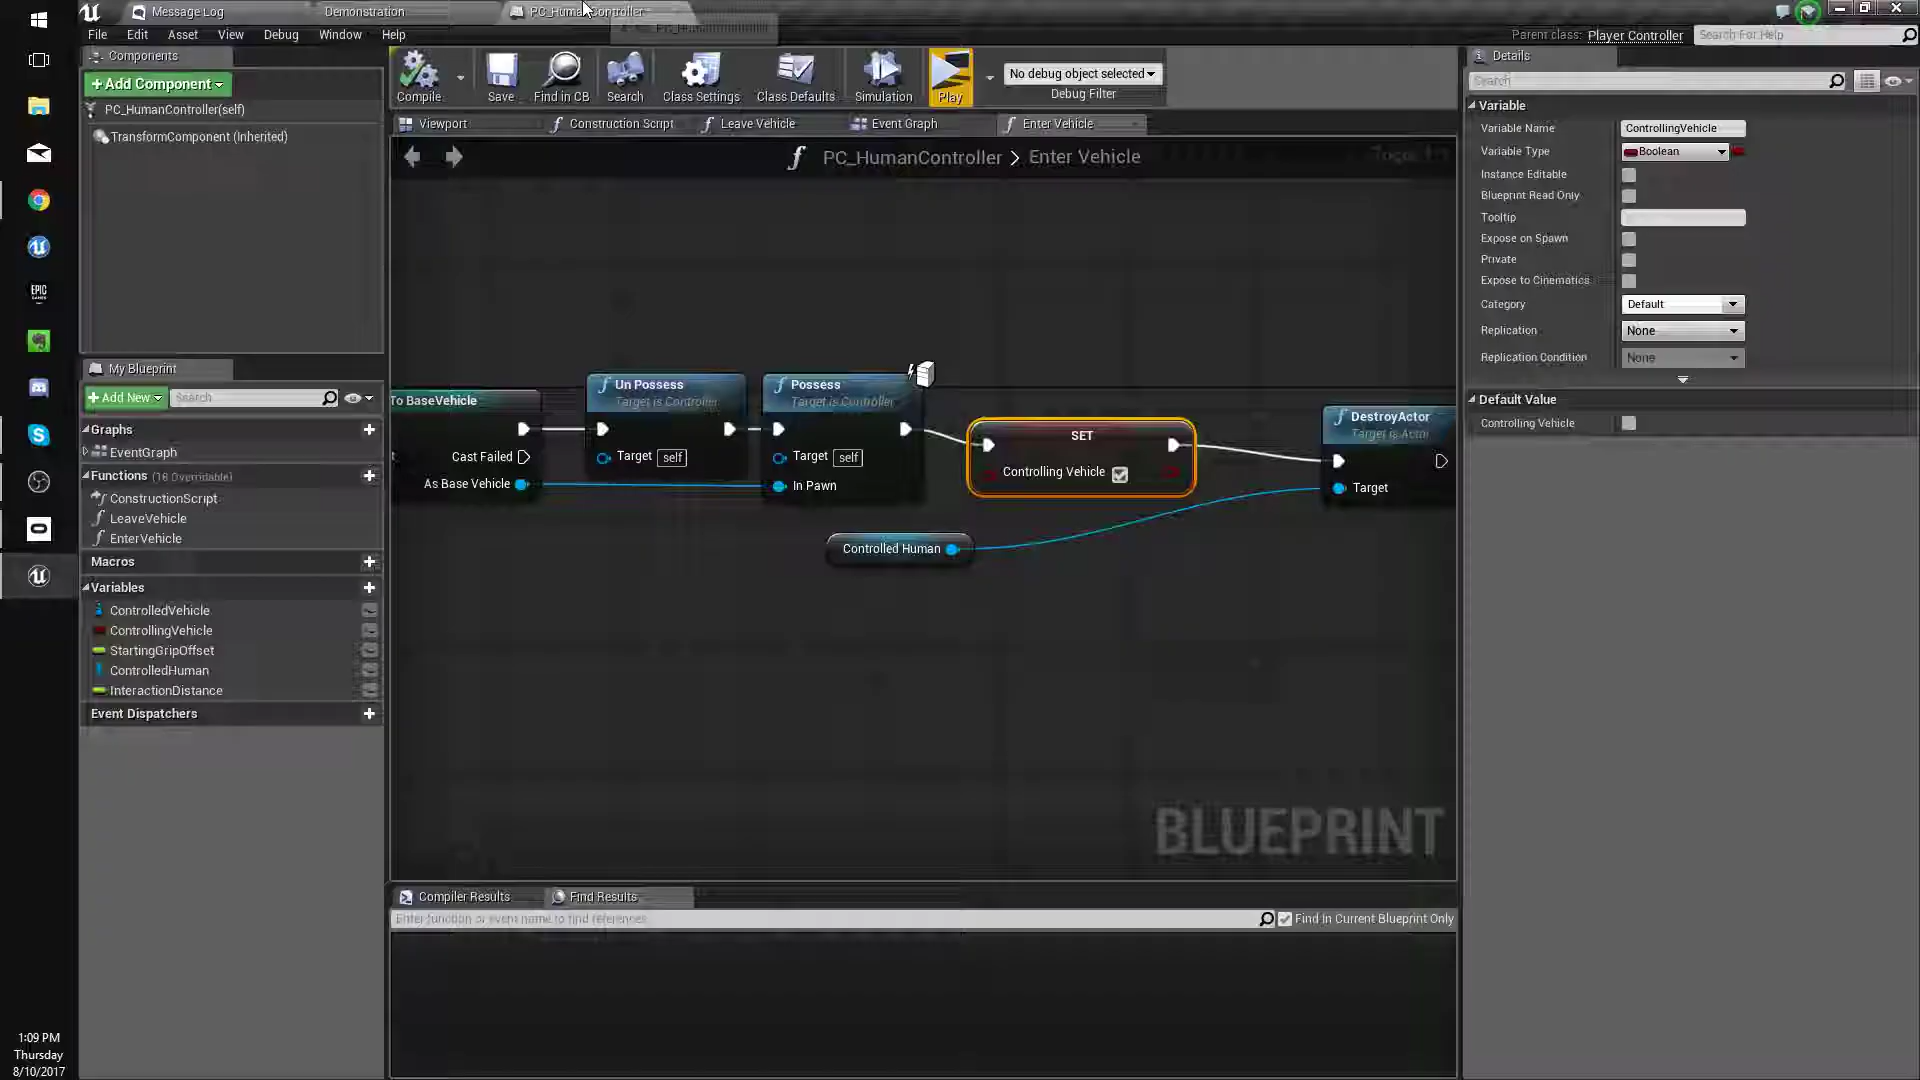 Message Log
Demonstration
PC_HumanController
File
Edit
Asset
View
Debug
Window
Help
Parent class:
Player Controller
Search For Help
Components
+Add Component
PC_HumanController(self)
TransformComponent (Inherited)
Compile
Save
Find in CB
Search
Class Settings
Class Defaults
Simulation
Play
No debug object selected
Debug Filter
Viewport
Construction Script
Leave Vehicle
Event Graph
Enter Vehicle
PC_HumanController > Enter Vehicle
To BaseVehicle
Cast Failed
As Base Vehicle
Un Possess
Target is Controller
Target
self
Possess
Target is Controller
Target
self
In Pawn
SET
Controlling Vehicle
DestroyActor
Target is Actor
Target
Controlled Human
BLUEPRINT
My Blueprint
+Add New
Search
Graphs
EventGraph
Functions (18 Overridable)
ConstructionScript
LeaveVehicle
EnterVehicle
Macros
Variables
ControlledVehicle
ControllingVehicle
StartingGripOffset
ControlledHuman
InteractionDistance
Event Dispatchers
Compiler Results
Find Results
Enter function or event name to find references
Find In Current Blueprint Only
Details
Search
Variable
Variable Name
ControllingVehicle
Variable Type
Boolean
Instance Editable
Blueprint Read Only
Tooltip
Expose on Spawn
Private
Expose to Cinematics
Category
Default
Replication
None
Replication Condition
None
Default Value
Controlling Vehicle
EPIC
GAMES
1:09 PM
Thursday
8/10/2017